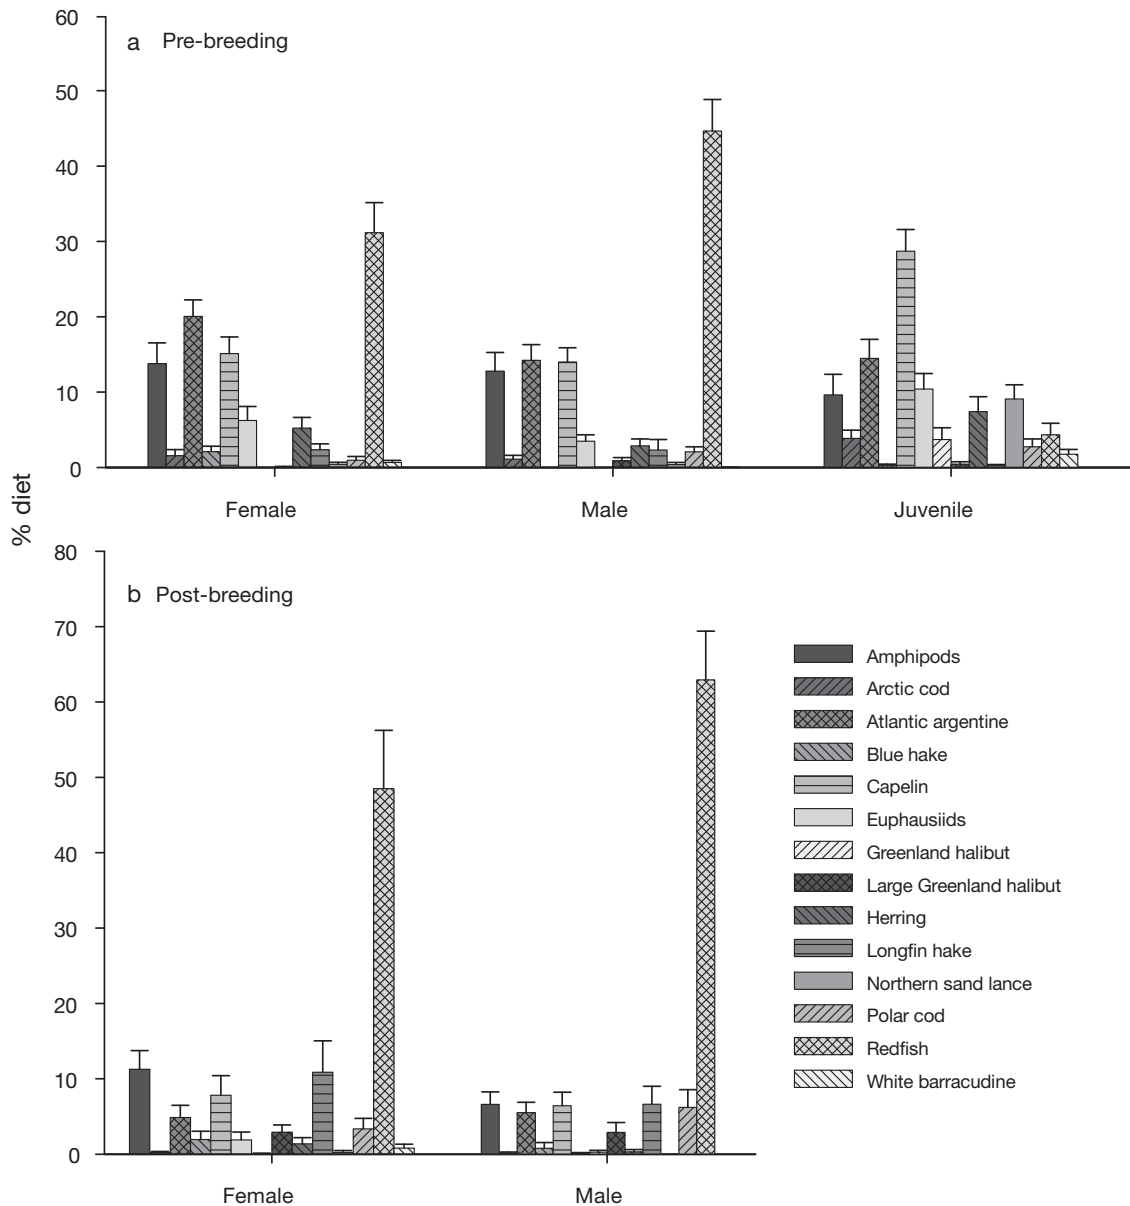 60
a Pre-breeding
50
40
30
20
10
0
Female Male Juvenile
% diet
80
b Post-breeding
70
60
50
40
30
20
10
0
Female Male
Amphipods
Arctic cod
Atlantic argentine
Blue hake
Capelin
Euphausiids
Greenland halibut
Large Greenland halibut
Herring
Longfin hake
Northern sand lance
Polar cod
Redfish
White barracudine